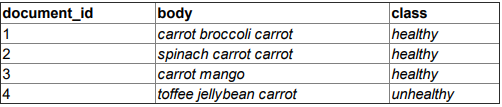 document_id body class
1 carrot broccoli carrot healthy
2 spinach carrot carrot healthy
3 carrot mango healthy
4 toffee jellybean carrot unhealthy